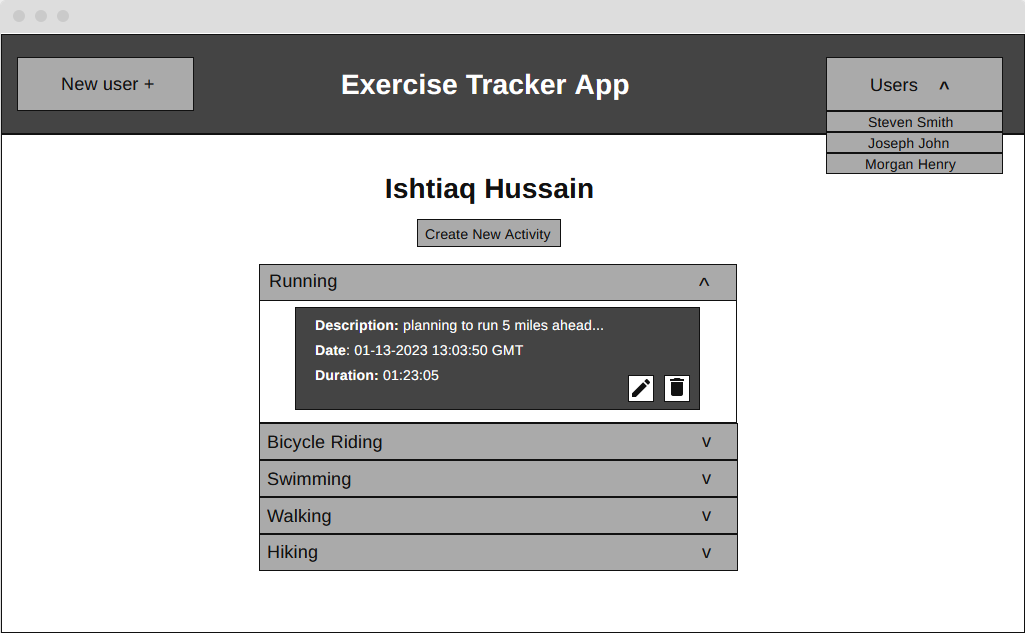 New user +
Exercise Tracker App
Users ^
Steven Smith
Joseph John
Morgan Henry
Ishtiaq Hussain
Create New Activity
Running ^
Description: planning to run 5 miles ahead...
Date: 01-13-2023 13:03:50 GMT
Duration: 01:23:05
Bicycle Riding v
Swimming v
Walking v
Hiking v